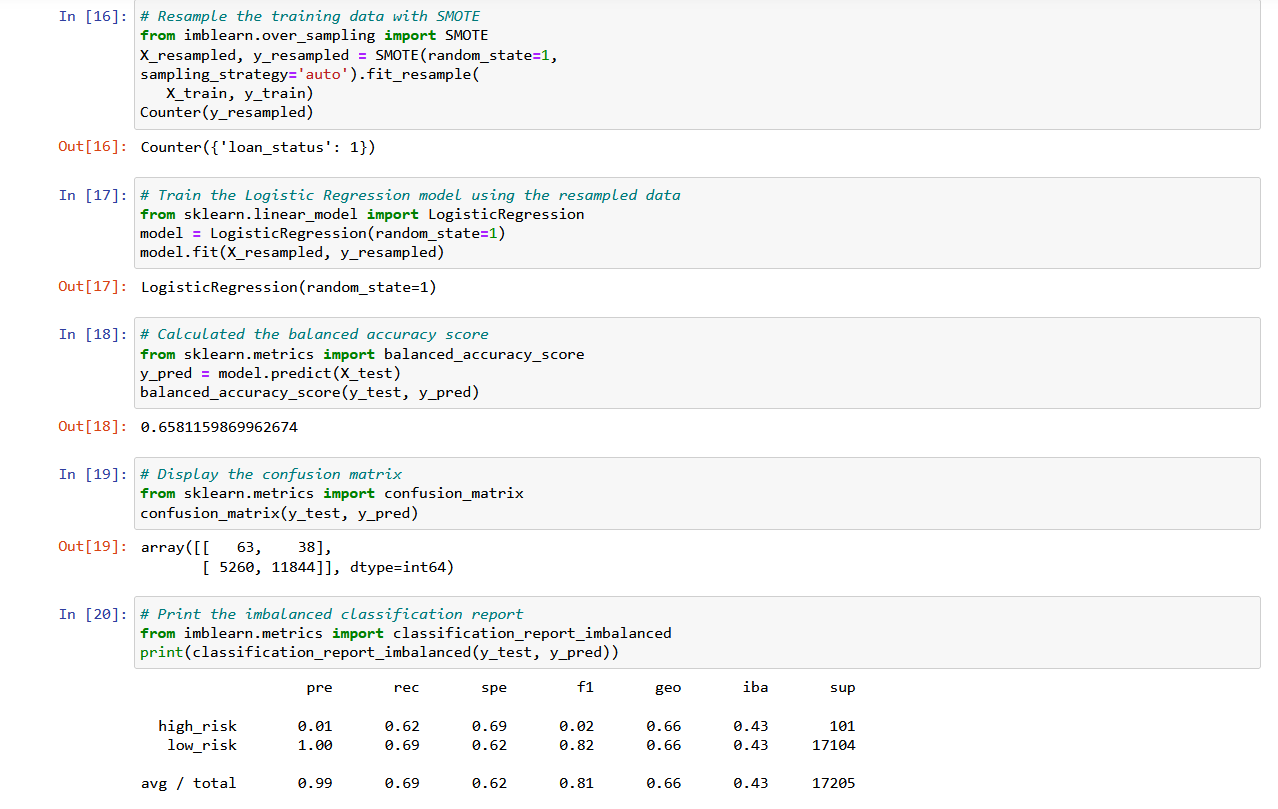 In [16]: # Resample the training data with SMOTE
from imblearn.over_sampling import SMOTE
X_resampled, y_resampled = SMOTE(random_state=1,
sampling_strategy='auto').fit_resample(
   X_train, y_train)
Counter(y_resampled)
Out[16]: Counter({'loan_status': 1})
In [17]: # Train the Logistic Regression model using the resampled data
from sklearn.linear_model import LogisticRegression
model = LogisticRegression(random_state=1)
model.fit(X_resampled, y_resampled)
Out[17]: LogisticRegression(random_state=1)
In [18]: # Calculated the balanced accuracy score
from sklearn.metrics import balanced_accuracy_score
y_pred = model.predict(X_test)
balanced_accuracy_score(y_test, y_pred)
Out[18]: 0.6581159869962674
In [19]: # Display the confusion matrix
from sklearn.metrics import confusion_matrix
confusion_matrix(y_test, y_pred)
Out[19]: array([[   63,    38],
       [ 5260, 11844]], dtype=int64)
In [20]: # Print the imbalanced classification report
from imblearn.metrics import classification_report_imbalanced
print(classification_report_imbalanced(y_test, y_pred))
pre rec spe f1 geo iba sup
high_risk 0.01 0.62 0.69 0.02 0.66 0.43 101
low_risk 1.00 0.69 0.62 0.82 0.66 0.43 17104
avg / total 0.99 0.69 0.62 0.81 0.66 0.43 17205